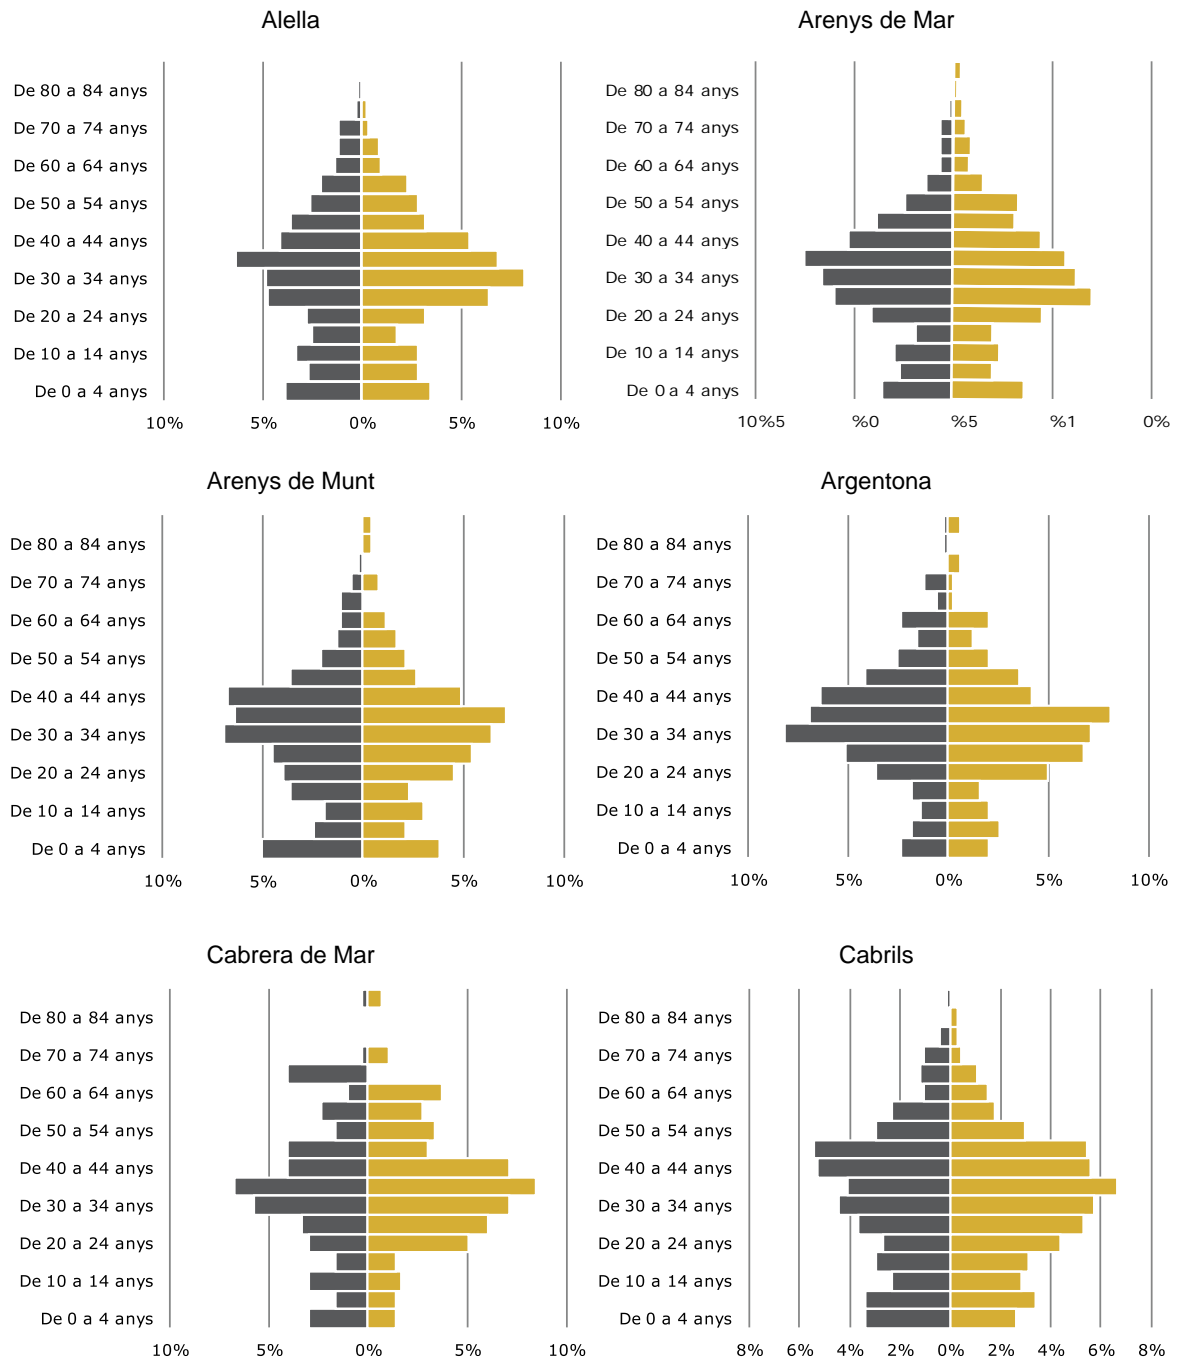 Alella
De 80 a 84 anys
De 70 a 74 anys
De 60 a 64 anys
De 50 a 54 anys
De 40 a 44 anys
De 30 a 34 anys
De 20 a 24 anys
De 10 a 14 anys
De 0 a 4 anys
10% 5% 0% 5% 10%
Arenys de Mar
De 80 a 84 anys
De 70 a 74 anys
De 60 a 64 anys
De 50 a 54 anys
De 40 a 44 anys
De 30 a 34 anys
De 20 a 24 anys
De 10 a 14 anys
De 0 a 4 anys
10%5 %0 %5 %1 0%
Arenys de Munt
De 80 a 84 anys
De 70 a 74 anys
De 60 a 64 anys
De 50 a 54 anys
De 40 a 44 anys
De 30 a 34 anys
De 20 a 24 anys
De 10 a 14 anys
De 0 a 4 anys
10% 5% 0% 5% 10%
Argentona
De 80 a 84 anys
De 70 a 74 anys
De 60 a 64 anys
De 50 a 54 anys
De 40 a 44 anys
De 30 a 34 anys
De 20 a 24 anys
De 10 a 14 anys
De 0 a 4 anys
10% 5% 0% 5% 10%
Cabrera de Mar
De 80 a 84 anys
De 70 a 74 anys
De 60 a 64 anys
De 50 a 54 anys
De 40 a 44 anys
De 30 a 34 anys
De 20 a 24 anys
De 10 a 14 anys
De 0 a 4 anys
10% 5% 0% 5% 10%
Cabrils
De 80 a 84 anys
De 70 a 74 anys
De 60 a 64 anys
De 50 a 54 anys
De 40 a 44 anys
De 30 a 34 anys
De 20 a 24 anys
De 10 a 14 anys
De 0 a 4 anys
8% 6% 4% 2% 0% 2% 4% 6% 8%